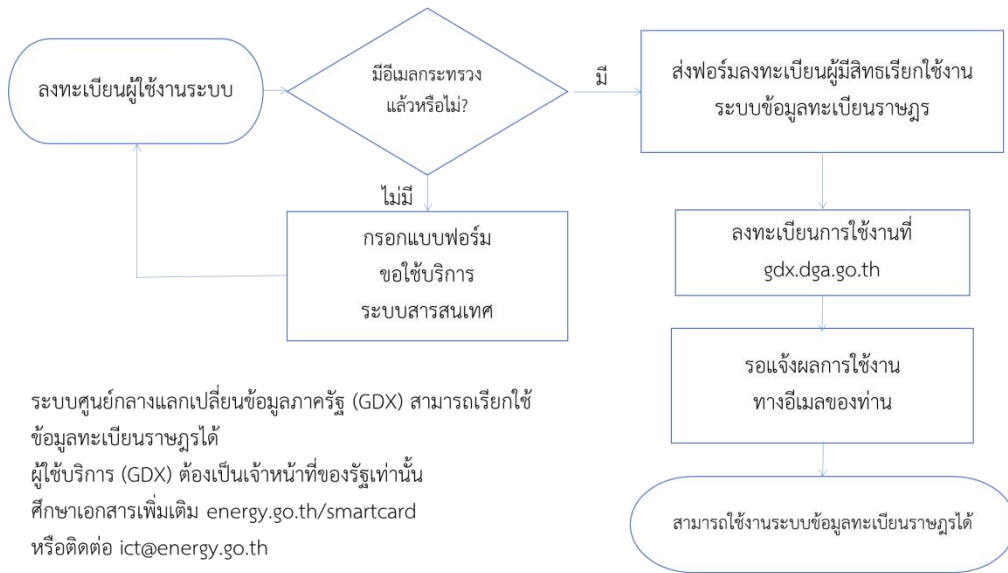 ลงทะเบียนผู้ใช้งานระบบ
มีอีเมลกระทรวง
แล้วหรือไม่?
มี
ส่งฟอร์มลงทะเบียนผู้มีสิทธเรียกใช้งาน
ระบบข้อมูลทะเบียนราษฎร
ไม่มี
กรอกแบบฟอร์ม
ขอใช้บริการ
ระบบสารสนเทศ
ลงทะเบียนการใช้งานที่
gdx.dga.go.th
รอแจ้งผลการใช้งาน
ทางอีเมลของท่าน
สามารถใช้งานระบบข้อมูลทะเบียนราษฎรได้
ระบบศูนย์กลางแลกเปลี่ยนข้อมูลภาครัฐ (GDX) สามารถเรียกใช้
ข้อมูลทะเบียนราษฎรได้
ผู้ใช้บริการ (GDX) ต้องเป็นเจ้าหน้าที่ของรัฐเท่านั้น
ศึกษาเอกสารเพิ่มเติม energy.go.th/smartcard
หรือติดต่อ ict@energy.go.th